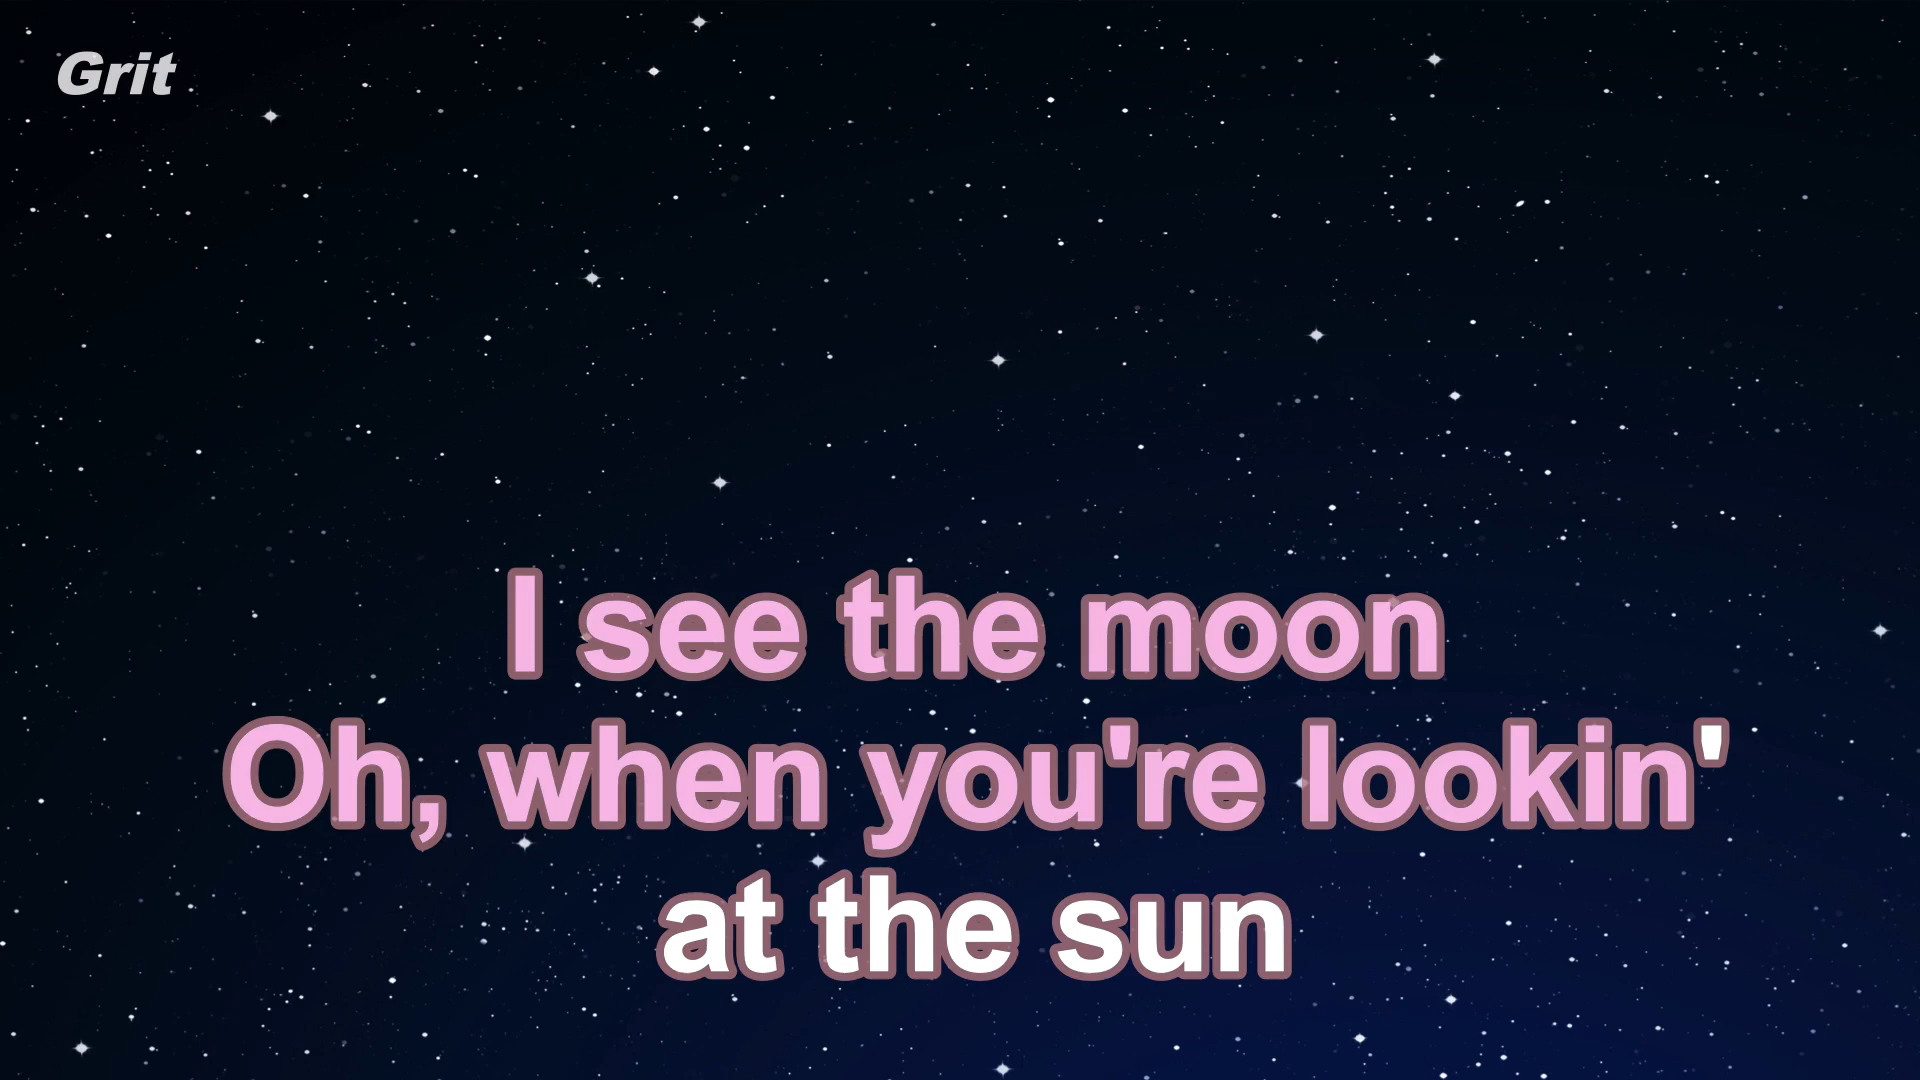 Grit
I see the moon
Oh, when you're lookin'
at the sun